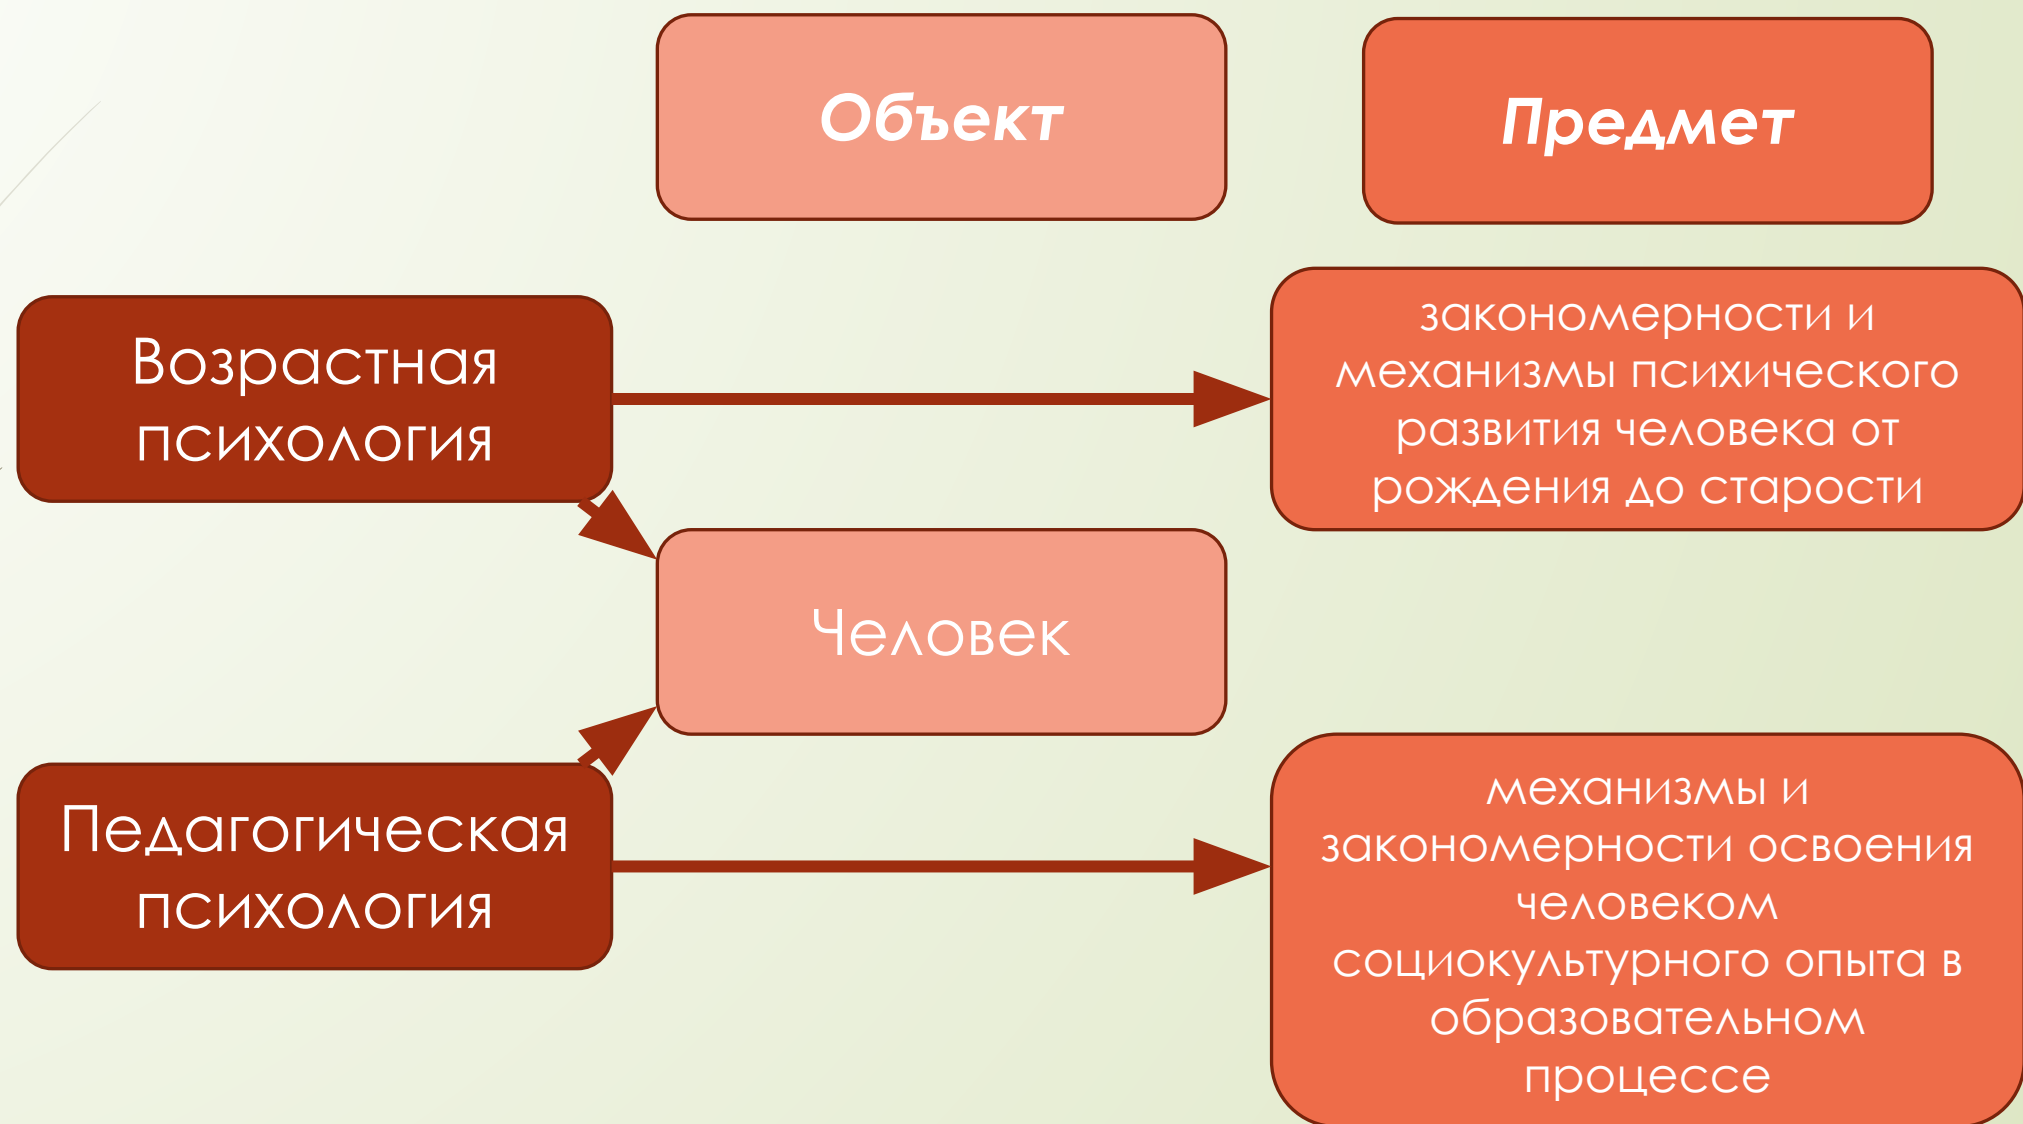 Объект
Предмет
Возрастная
психология
закономерности и
механизмы психического
развития человека от
рождения до старости
Человек
Педагогическая
психология
механизмы и
закономерности освоения
человеком
социокультурного опыта в
образовательном
процессе